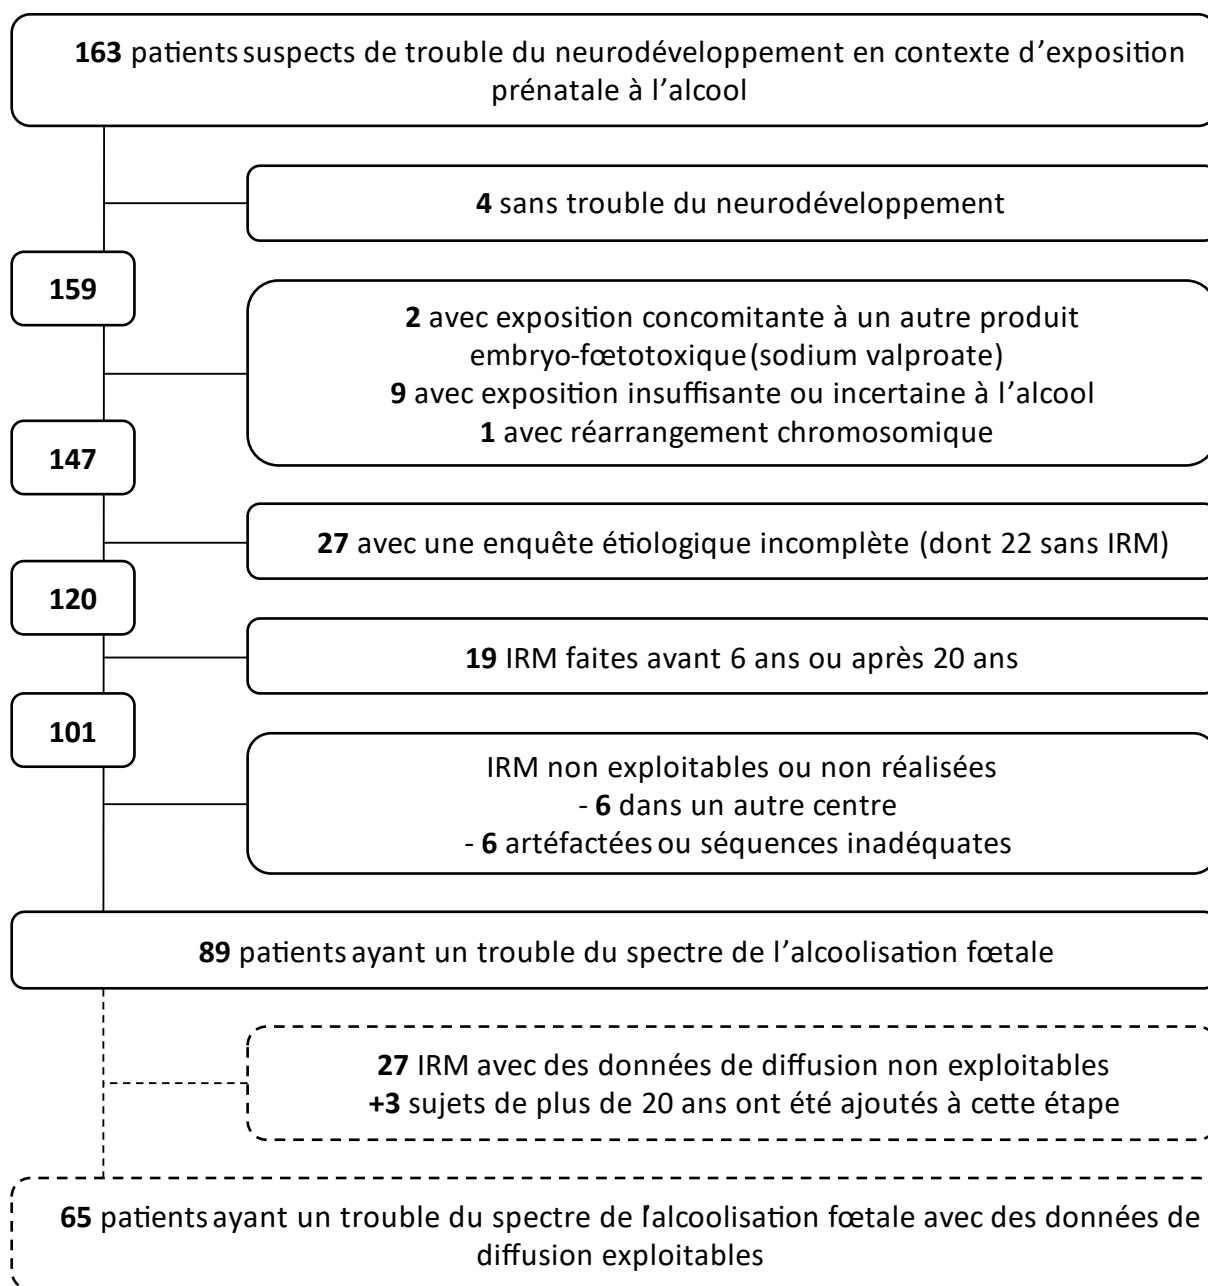 163 patients suspects de trouble du neurodéveloppement en contexte d’exposition
prénatale à l’alcool
4 sans trouble du neurodéveloppement
159
2 avec exposition concomitante à un autre produit
embryo-fœtotoxique (sodium valproate)
9 avec exposition insuffisante ou incertaine à l’alcool
1 avec réarrangement chromosomique
147
27 avec une enquête étiologique incomplète (dont 22 sans IRM)
120
19 IRM faites avant 6 ans ou après 20 ans
101
IRM non exploitables ou non réalisées
- 6 dans un autre centre
- 6 artéfactées ou séquences inadéquates
89 patients ayant un trouble du spectre de l’alcoolisation fœtale
27 IRM avec des données de diffusion non exploitables
+3 sujets de plus de 20 ans ont été ajoutés à cette étape
65 patients ayant un trouble du spectre de l’alcoolisation fœtale avec des données de
diffusion exploitables